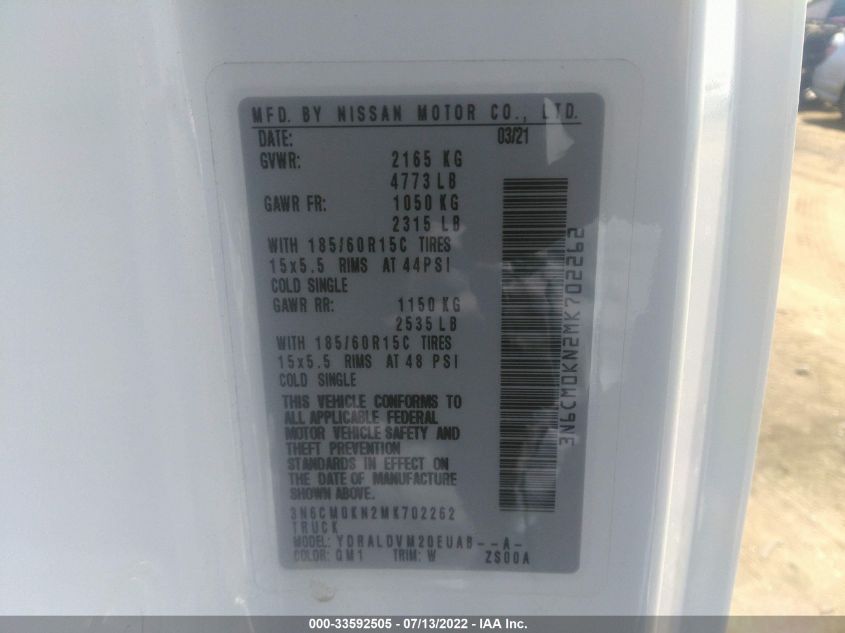 MFD. BY NISSAN MOTOR CO., LTD.
DATE: 03/21
GVWR: 2165 KG
4773 LB
GAWR FR: 1050 KG
2315 LB
WITH 185/60R15C TIRES
15x5.5 RIMS AT 44PSI
COLD SINGLE
GAWR RR: 1150 KG
2535 LB
WITH 185/60R15C TIRES
15x5.5 RIMS AT 48 PSI
COLD SINGLE
THIS VEHICLE CONFORMS TO
ALL APPLICABLE FEDERAL
MOTOR VEHICLE SAFETY AND
THEFT PREVENTION
STANDARDS IN EFFECT ON
THE DATE OF MANUFACTURE
SHOWN ABOVE.
3N6CM0KN2MK702262
TRUCK
MODEL: YDRALDVM20EUAB--A-
COLOR: QM1 TRIM: W ZS00A
3N6CM0KN2MK702262
000-33592505 - 07/13/2022 - IAA Inc.